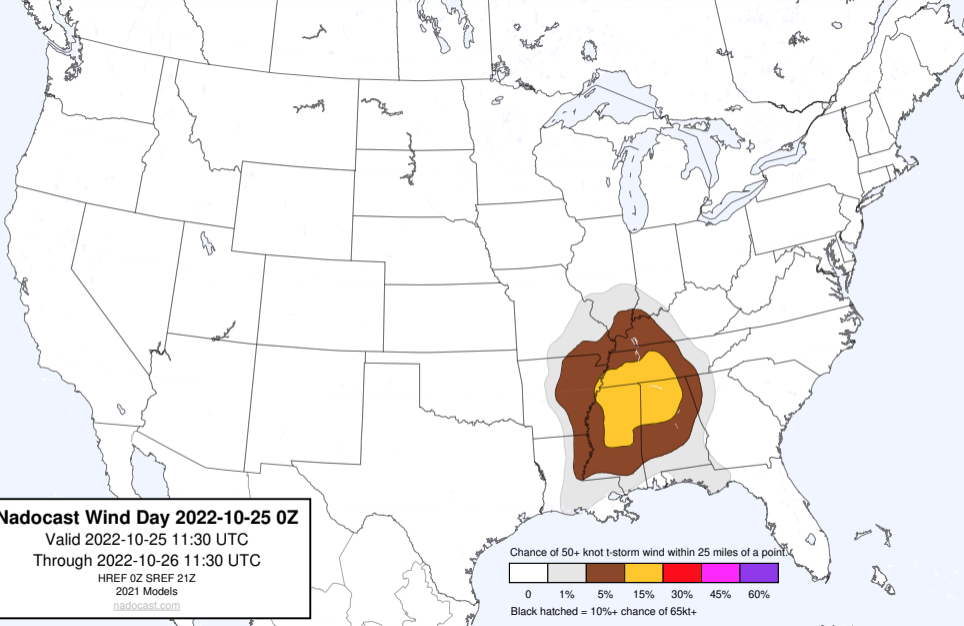 Nadocast Wind Day 2022-10-25 0Z
Valid 2022-10-25 11:30 UTC
Through 2022-10-26 11:30 UTC
HREF 0Z SREF 21Z
2021 Models
nadocast.com
Chance of 50+ knot t-storm wind within 25 miles of a point.
0 1% 5% 15% 30% 45% 60%
Black hatched = 10%+ chance of 65kt+